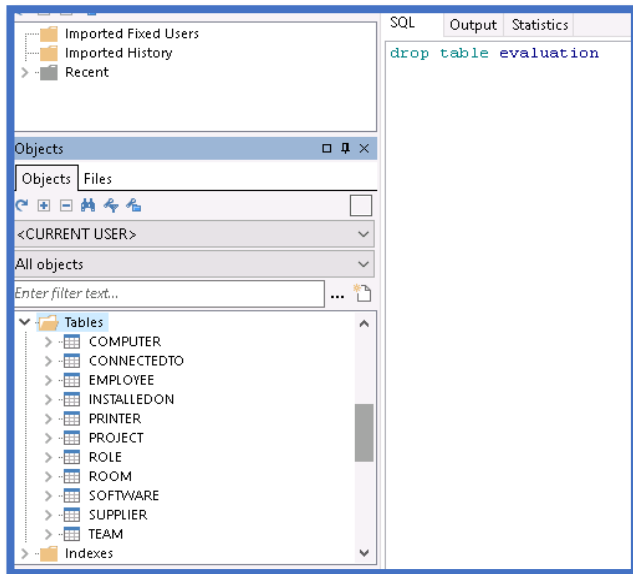 Imported Fixed Users
Imported History
Recent
Objects
Objects Files
<CURRENT USER>
All objects
Enter filter text... ...
Tables
COMPUTER
CONNECTEDTO
EMPLOYEE
INSTALLEDON
PRINTER
PROJECT
ROLE
ROOM
SOFTWARE
SUPPLIER
TEAM
Indexes
SQL Output Statistics
drop table evaluation